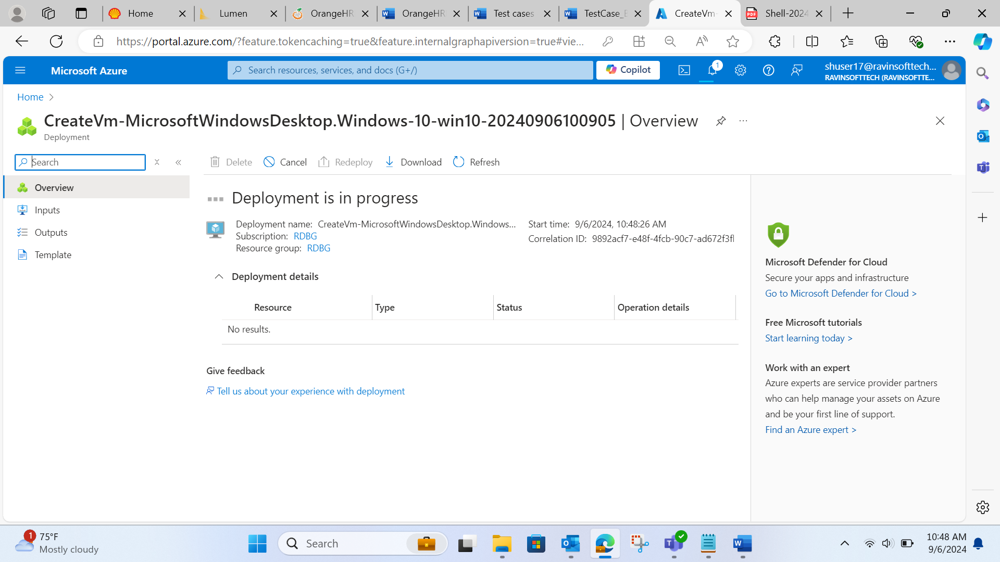 Home
Lumen
OrangeHR
OrangeHR
Test cases
TestCase_E
CreateVm-
Shell-2024
https://portal.azure.com/?feature.tokencaching=true&feature.internalgraphapiversion=true#vie...
Microsoft Azure
Search resources, services, and docs (G+/)
Copilot
1
shuser17@ravinsofttech...
RAVINSOFTTECH (RAVINSOFTTE...
Home
CreateVm-MicrosoftWindowsDesktop.Windows-10-win10-20240906100905 | Overview
Deployment
Search
Delete
Cancel
Redeploy
Download
Refresh
Overview
Inputs
Outputs
Template
Deployment is in progress
Deployment name: CreateVm-MicrosoftWindowsDesktop.Windows...
Subscription: RDBG
Resource group: RDBG
Start time: 9/6/2024, 10:48:26 AM
Correlation ID: 9892acf7-e48f-4fcb-90c7-ad672f3fl
Deployment details
Resource
Type
Status
Operation details
No results.
Give feedback
Tell us about your experience with deployment
Microsoft Defender for Cloud
Secure your apps and infrastructure
Go to Microsoft Defender for Cloud >
Free Microsoft tutorials
Start learning today >
Work with an expert
Azure experts are service provider partners
who can help manage your assets on Azure
and be your first line of support.
Find an Azure expert >
1
75°F
Mostly cloudy
Search
10:48 AM
9/6/2024